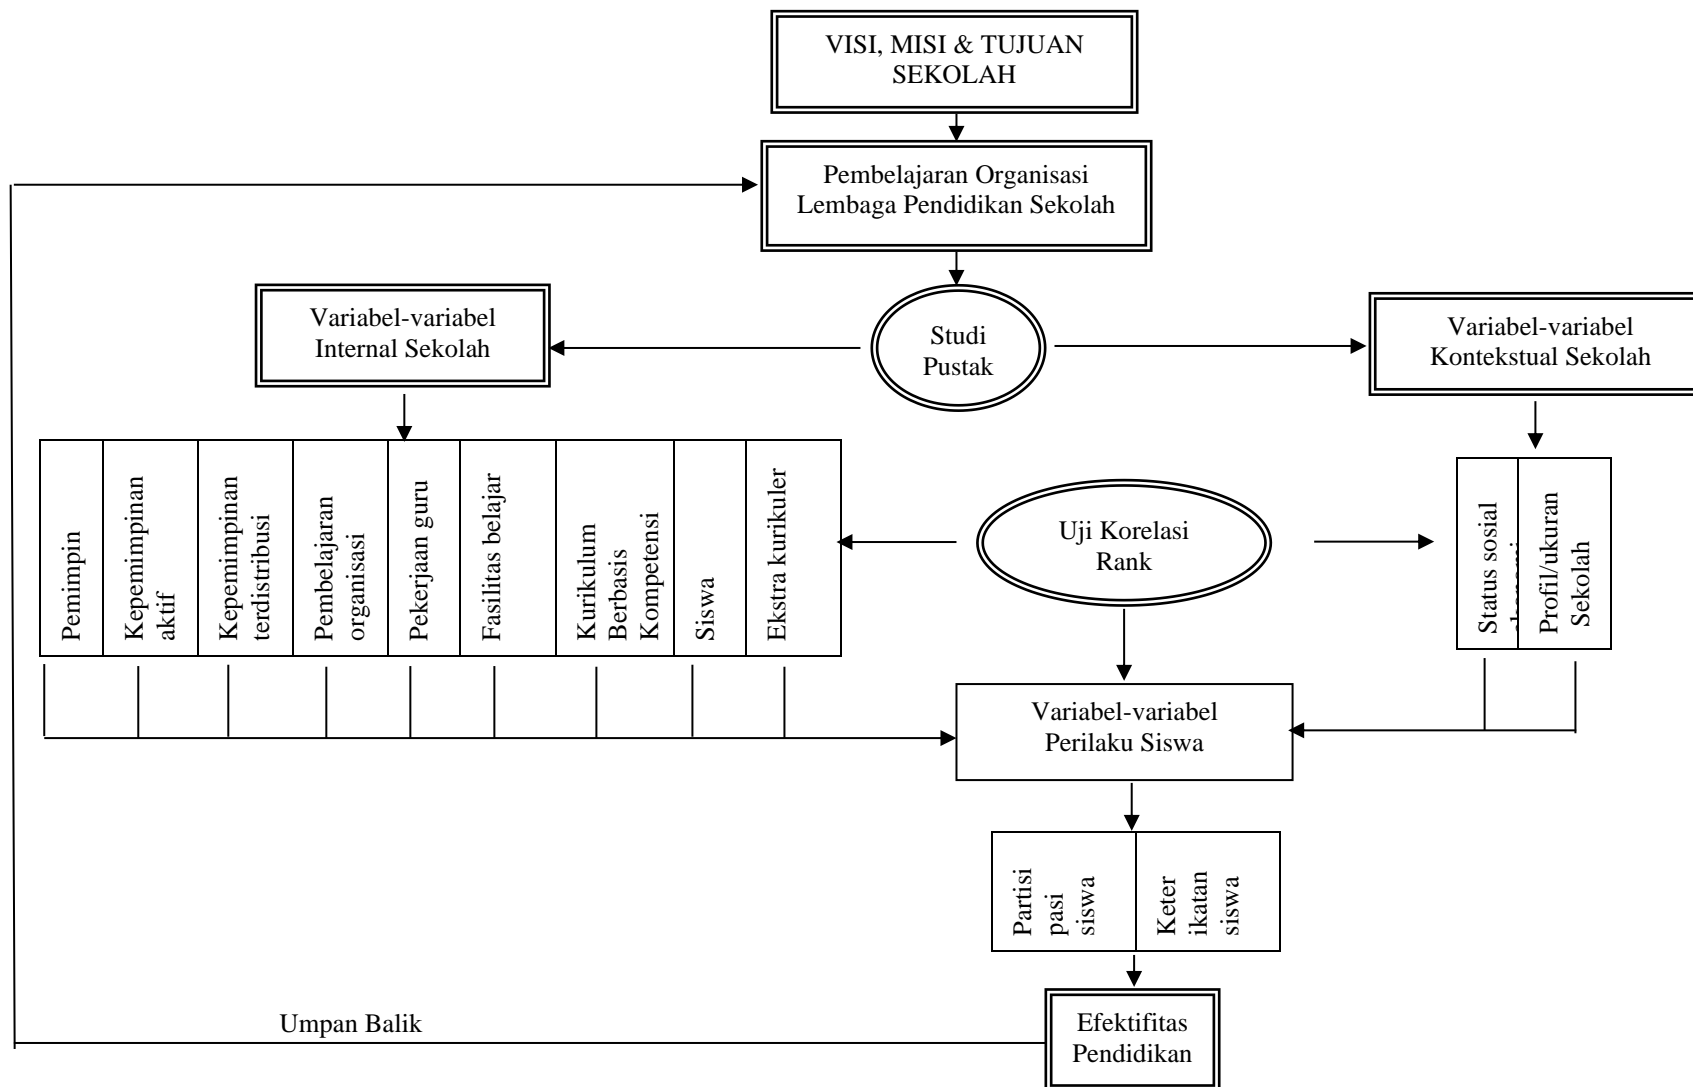 VISI, MISI & TUJUAN
SEKOLAH
Pembelajaran Organisasi
Lembaga Pendidikan Sekolah
Variabel-variabel
Internal Sekolah
Studi
Pustak
Variabel-variabel
Kontekstual Sekolah
Pemimpin
Kepemimpinan
aktif
Kepemimpinan
terdistribusi
Pembelajaran
organisasi
Pekerjaan guru
Fasilitas belajar
Kurikulum
Berbasis
Kompetensi
Siswa
Ekstra kurikuler
Uji Korelasi
Rank
Status sosial
Profil/ukuran
Sekolah
Variabel-variabel
Perilaku Siswa
Partisi
pasi
siswa
Keter
ikatan
siswa
Umpan Balik
Efektifitas
Pendidikan